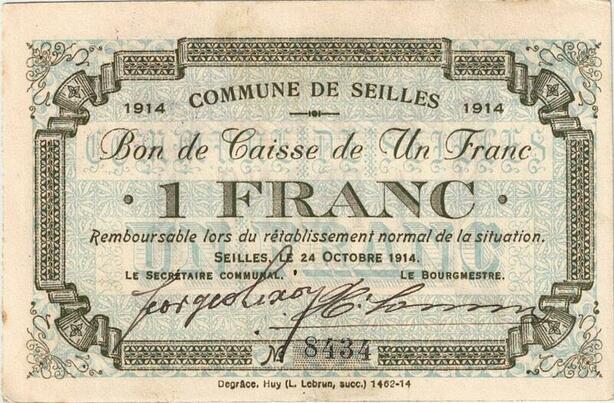 COMMUNE DE SEILLES
1914 1914
Bon de Caisse de Un Franc
· 1 FRANC ·
Remboursable lors du rétablissement normal de la situation.
SEILLES, LE 24 OCTOBRE 1914.
LE SECRÉTAIRE COMMUNAL. LE BOURGMESTRE.
Georges
№ 8434
Degrâce, Huy (L. Lebrun, succ.) 1462-14